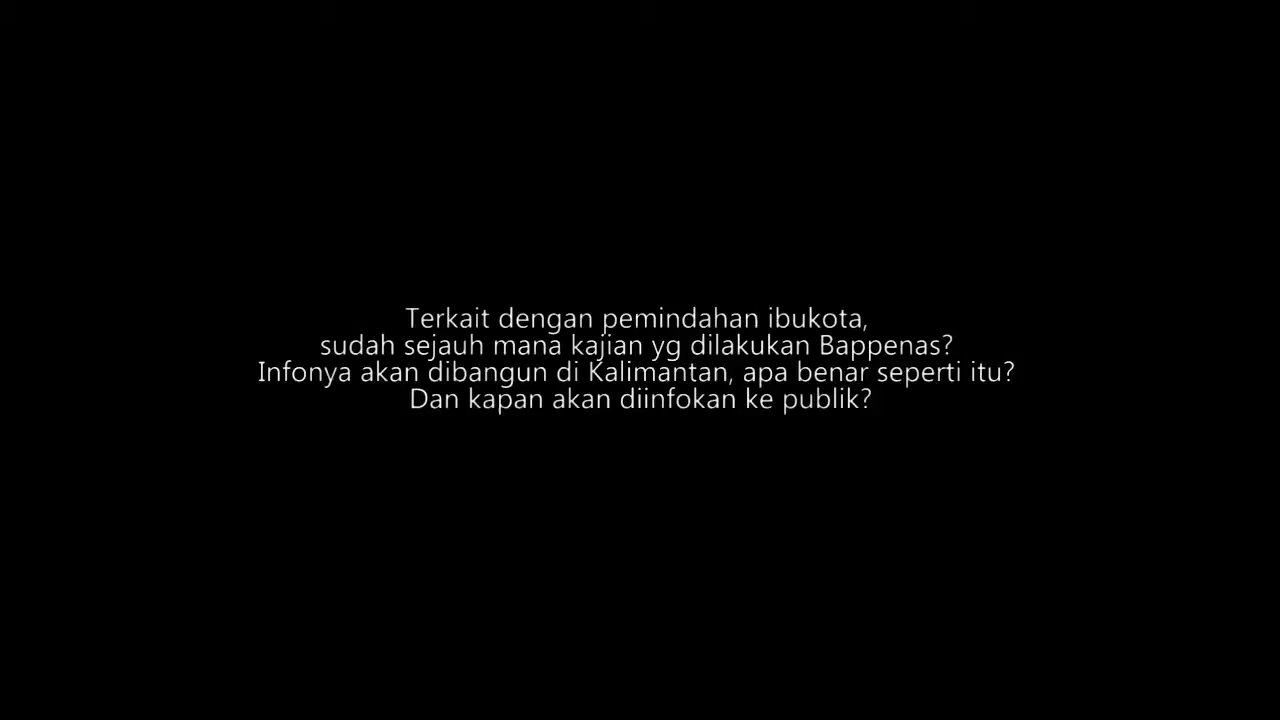 Terkait dengan pemindahan ibukota,
sudah sejauh mana kajian yg dilakukan Bappenas?
Infonya akan dibangun di Kalimantan, apa benar seperti itu?
Dan kapan akan diinfokan ke publik?